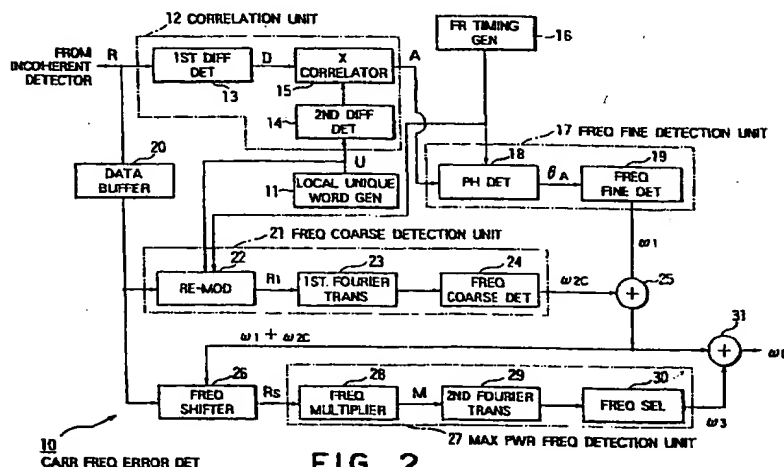 12 CORRELATION UNIT
FR TIMING GEN
16
FROM INCOHERENT DETECTOR
R
1ST DIFF DET
13
D
X CORRELATOR
15
A
14
2ND DIFF DET
17 FREQ FINE DETECTION UNIT
20
DATA BUFFER
U
11
LOCAL UNIQUE WORD GEN
18
PH DET
θA
19
FREQ FINE DET
ω1
21 FREQ COARSE DETECTION UNIT
22
RE-MOD
R1
23
1ST. FOURIER TRANS
24
FREQ COARSE DET
ω2C
+
25
31
+
ω1 + ω2C
26
FREQ SHIFTER
RS
28
FREQ MULTIPLIER
M
29
2ND FOURIER TRANS
30
FREQ SEL
ω3
27 MAX PWR FREQ DETECTION UNIT
10
CARR FREQ ERROR DET
FIG. 2